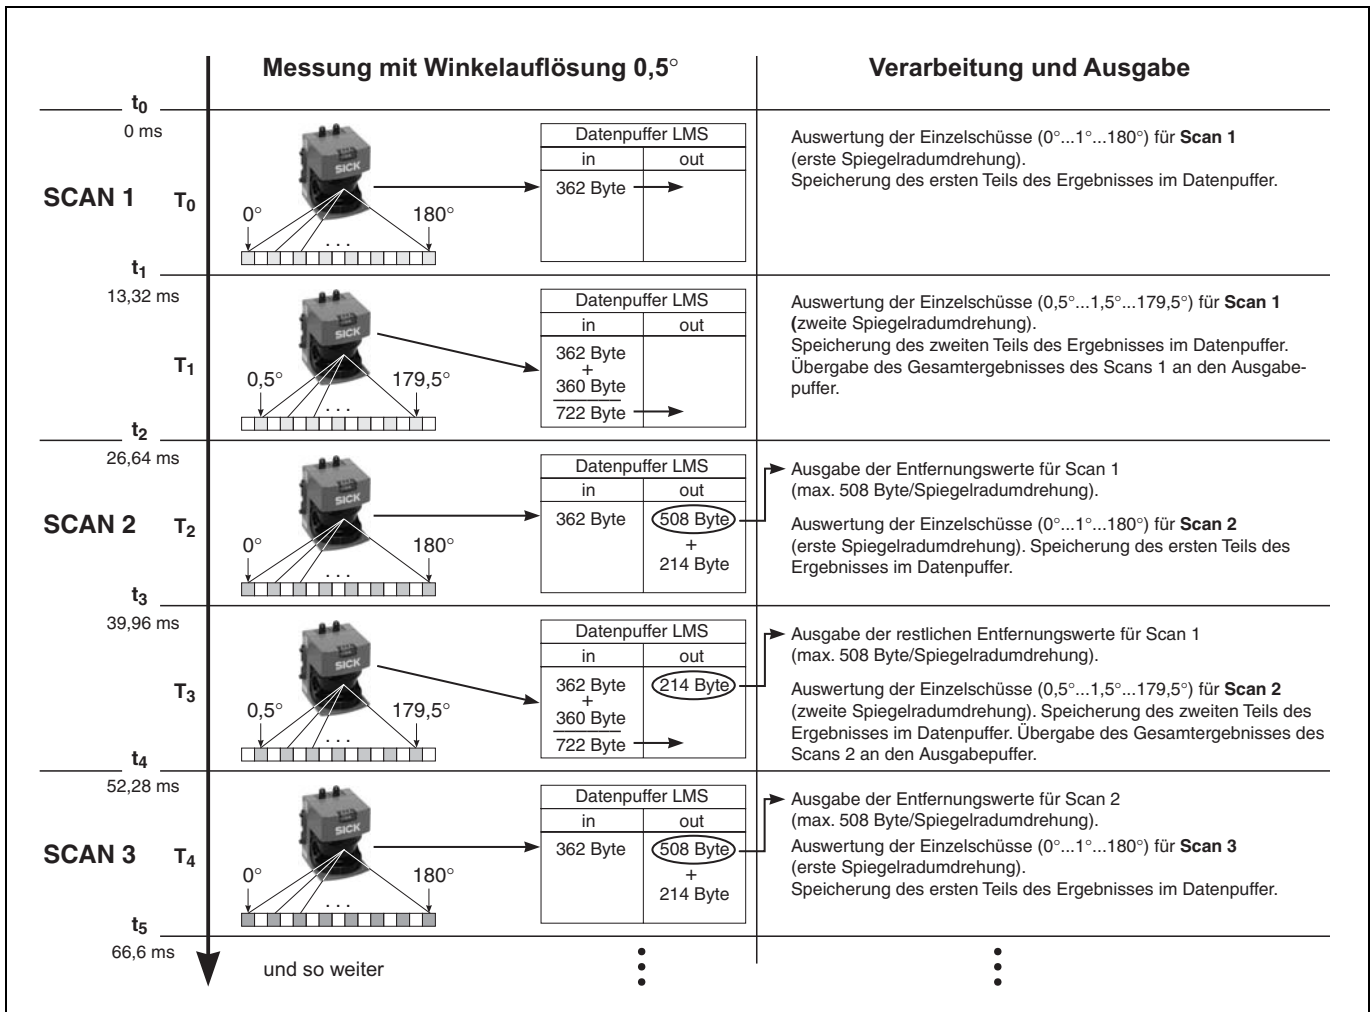 Messung mit Winkelauflösung 0,5°
Verarbeitung und Ausgabe
t0
0 ms
SCAN 1
T0
SICK
0°
180°
. . .
Datenpuffer LMS
in
out
362 Byte
Auswertung der Einzelschüsse (0°...1°...180°) für Scan 1
(erste Spiegelradumdrehung).
Speicherung des ersten Teils des Ergebnisses im Datenpuffer.
t1
13,32 ms
T1
SICK
0,5°
179,5°
. . .
Datenpuffer LMS
in
out
362 Byte
+
360 Byte
722 Byte
Auswertung der Einzelschüsse (0,5°...1,5°...179,5°) für Scan 1
(zweite Spiegelradumdrehung).
Speicherung des zweiten Teils des Ergebnisses im Datenpuffer.
Übergabe des Gesamtergebnisses des Scans 1 an den Ausgabe-
puffer.
t2
26,64 ms
SCAN 2
T2
SICK
0°
180°
. . .
Datenpuffer LMS
in
out
362 Byte
508 Byte
+
214 Byte
Ausgabe der Entfernungswerte für Scan 1
(max. 508 Byte/Spiegelradumdrehung).
Auswertung der Einzelschüsse (0°...1°...180°) für Scan 2
(erste Spiegelradumdrehung). Speicherung des ersten Teils des
Ergebnisses im Datenpuffer.
t3
39,96 ms
T3
SICK
0,5°
179,5°
. . .
Datenpuffer LMS
in
out
362 Byte
+
360 Byte
722 Byte
214 Byte
Ausgabe der restlichen Entfernungswerte für Scan 1
(max. 508 Byte/Spiegelradumdrehung).
Auswertung der Einzelschüsse (0,5°...1,5°...179,5°) für Scan 2
(zweite Spiegelradumdrehung). Speicherung des zweiten Teils des
Ergebnisses im Datenpuffer. Übergabe des Gesamtergebnisses des
Scans 2 an den Ausgabepuffer.
t4
52,28 ms
SCAN 3
T4
SICK
0°
180°
. . .
Datenpuffer LMS
in
out
362 Byte
508 Byte
+
214 Byte
Ausgabe der Entfernungswerte für Scan 2
(max. 508 Byte/Spiegelradumdrehung).
Auswertung der Einzelschüsse (0°...1°...180°) für Scan 3
(erste Spiegelradumdrehung).
Speicherung des ersten Teils des Ergebnisses im Datenpuffer.
t5
66,6 ms
und so weiter